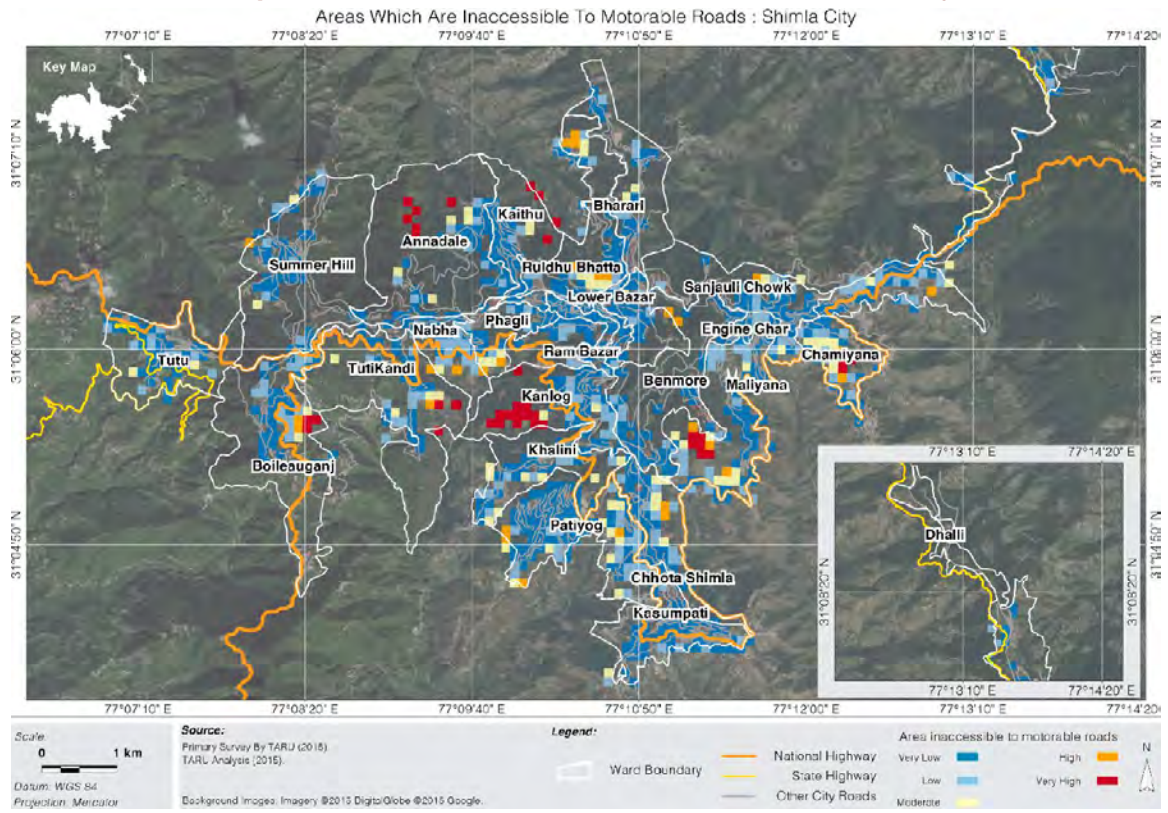 Areas Which Are Inaccessible To Motorable Roads : Shimla City
77°07'10" E 77°08'20" E 77°09'40" E 77°10'50" E 77°12'00" E 77°13'10" E 77°14'20"
Key Map
31°07'10" N
31°07'10" N
Bharari
Kaithu
Annadale
Summer Hill
Ruldhu Bhatta
Sanjauli Chowk
Lower Bazar
Phagli
Nabha
Engine Ghar
31°06'00" N
31°06'00" N
Tutu
TutiKandi
Ram Bazar
Chamiyana
Benmore
Maliyana
Kanlog
Khalini
Boileauganj
77°13'10" E 77°14'20" E
Patiyog
Dhalli
31°04'50" N
31°04'50" N
Chhota Shimla
31°08'20" N
31°08'20" N
Kasumpati
77°13'10" E 77°14'20" E
77°07'10" E 77°08'20" E 77°09'40" E 77°10'50" E 77°12'00" E 77°13'10" E 77°14'20"
Scale:
0 1 km
Datum: WGS 84
Projection: Mercator
Source:
Primary Survey By TARU (2015).
TARU Analysis (2015).
Background Images: Imagery ©2015 DigitalGlobe ©2015 Google.
Legend:
Ward Boundary
National Highway
State Highway
Other City Roads
Area inaccessible to motorable roads
Very Low High
Low Very High
Moderate
N